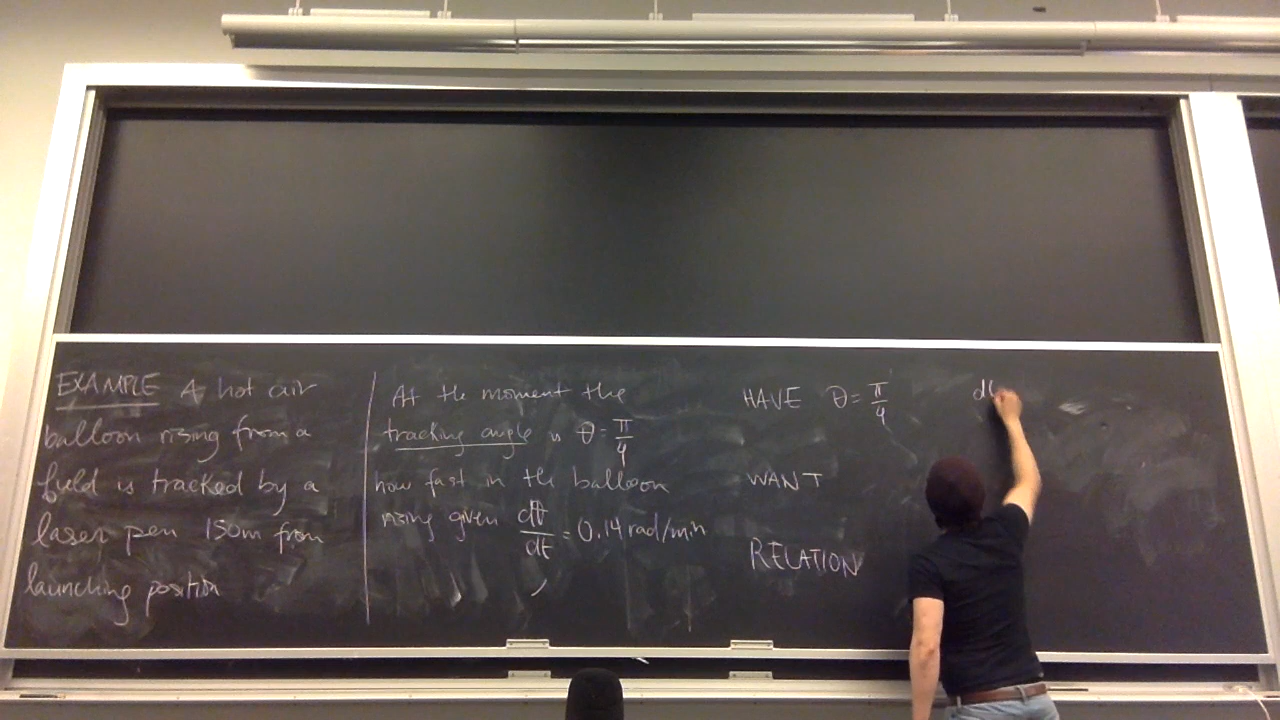 EXAMPLE A hot air
balloon rising from a
field is tracked by a
laser pen 150m from
launching position
At the moment the
tracking angle is θ = π/4
how fast in the balloon
rising given dθ/dt = 0.14 rad/min
HAVE θ = π/4
WANT
RELATION